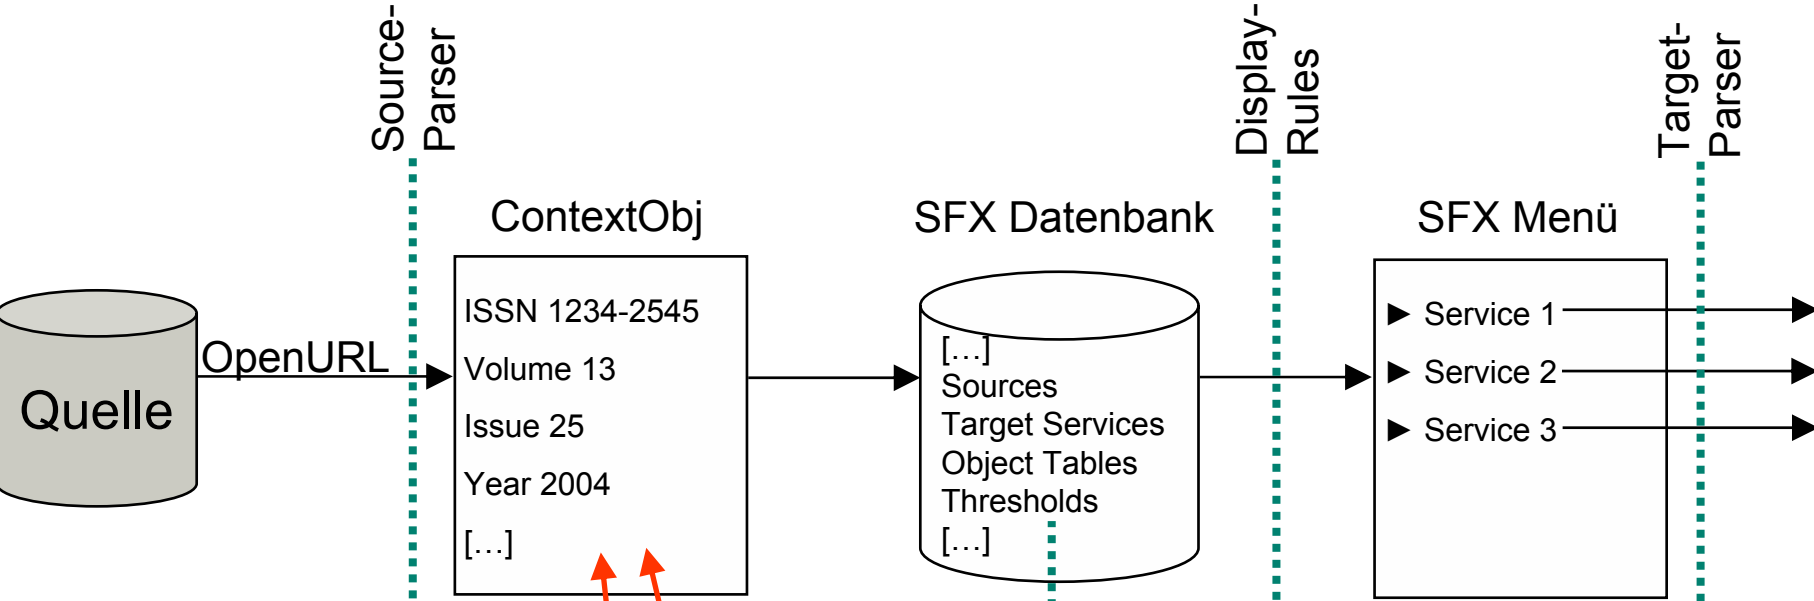 Source-
Parser
Display-
Rules
Target-
Parser
ContextObj
SFX Datenbank
SFX Menü
Quelle
OpenURL
ISSN 1234-2545
Volume 13
Issue 25
Year 2004
[…]
[…]
Sources
Target Services
Object Tables
Thresholds
[…]
► Service 1
► Service 2
► Service 3